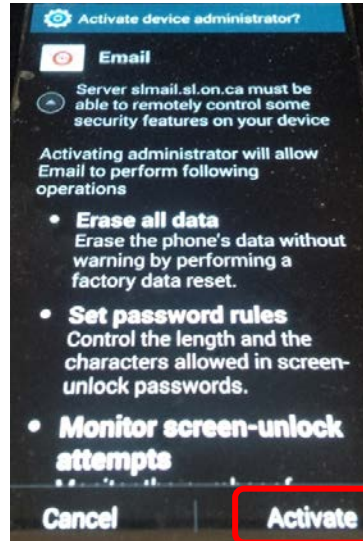 Activate device administrator?
Email
Server slmail.sl.on.ca must be
able to remotely control some
security features on your device
Activating administrator will allow
Email to perform following
operations
• Erase all data
Erase the phone's data without
warning by performing a
factory data reset.
• Set password rules
Control the length and the
characters allowed in screen-
unlock passwords.
• Monitor screen-unlock
attempts
Cancel Activate